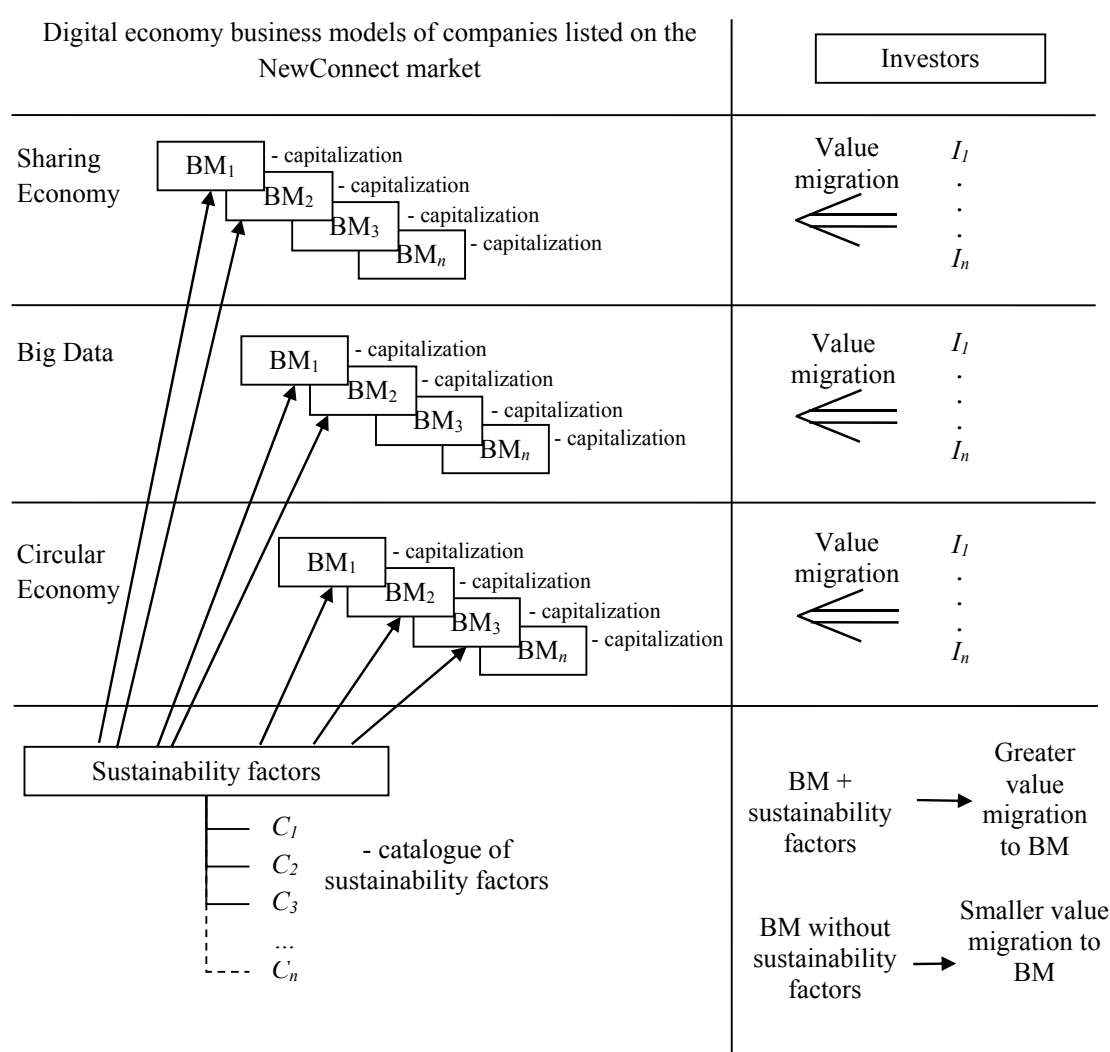 Digital economy business models of companies listed on the
NewConnect market
Investors
Sharing
Economy
BM₁
- capitalization
BM₂
- capitalization
BM₃
- capitalization
BMₙ
- capitalization
Value
migration
I₁
.
.
.
Iₙ
Big Data
BM₁
- capitalization
BM₂
- capitalization
BM₃
- capitalization
BMₙ
- capitalization
Value
migration
I₁
.
.
.
Iₙ
Circular
Economy
BM₁
- capitalization
BM₂
- capitalization
BM₃
- capitalization
BMₙ
- capitalization
Value
migration
I₁
.
.
.
Iₙ
Sustainability factors
C₁
C₂
C₃
...
Cₙ
- catalogue of
sustainability factors
BM +
sustainability
factors
Greater
value
migration
to BM
BM without
sustainability
factors
Smaller value
migration to
BM